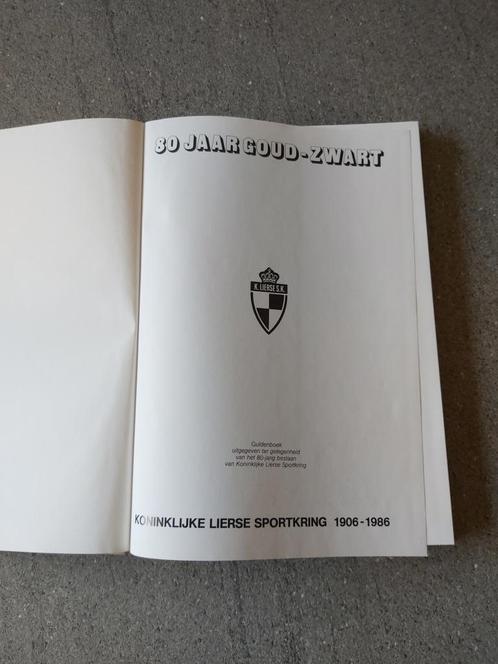 80 JAAR GOUD-ZWART
K. LIERSE S.K.
Guldenboek
uitgegeven ter gelegenheid
van het 80-jarig bestaan
van Koninklijke Lierse Sportkring
KONINKLIJKE LIERSE SPORTKRING 1906-1986